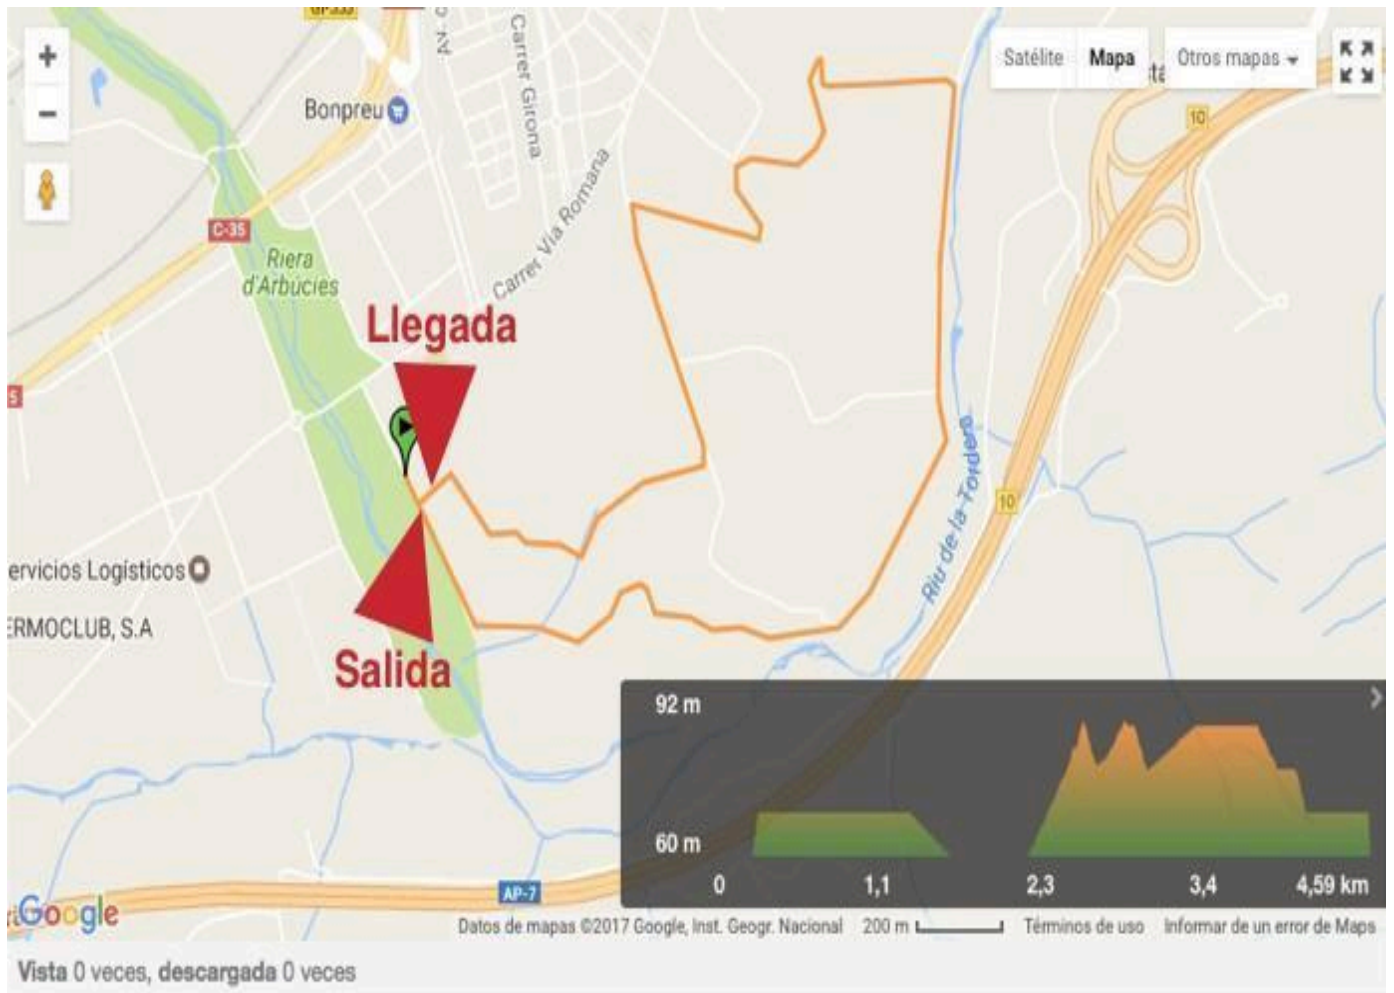 GI-555
Satélite
Mapa
Otros mapas
10
Bonpreu
Carrer Girona
Carrer Via Romana
C-35
Riera
d'Arbúcies
Llegada
5
10
Riu de la Tordera
ervicios Logísticos
ERMOCLUB, S.A
Salida
92 m
60 m
0 1,1 2,3 3,4 4,59 km
AP-7
Google
Datos de mapas ©2017 Google, Inst. Geogr. Nacional 200 m Términos de uso Informar de un error de Maps
Vista 0 veces, descargada 0 veces